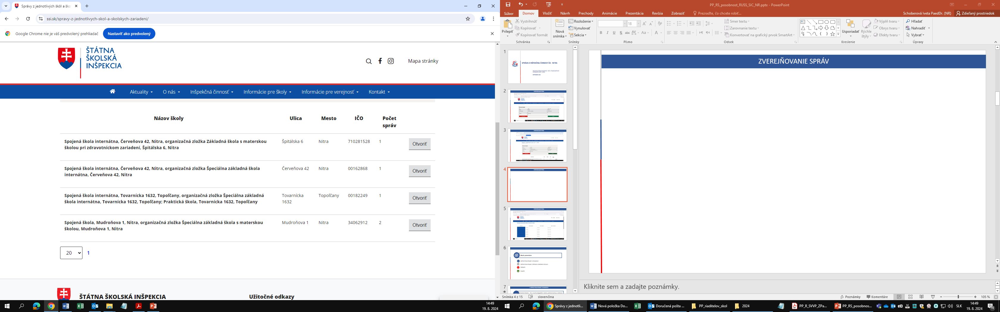 Správy z jednotlivých škôl a ško
ssi.sk/spravy-z-jednotlivych-skol-a-skolskych-zariadeni/
Google Chrome nie je váš predvolený prehliadač
Nastaviť ako predvolený
ŠTÁTNA
ŠKOLSKÁ
INŠPEKCIA
Mapa stránky
Aktuality
O nás
Inšpekčná činnosť
Informácie pre školy
Informácie pre verejnosť
Kontakt
Názov školy
Ulica
Mesto
IČO
Počet
správ
Spojená škola internátna, Červeňova 42, Nitra, organizačná zložka Základná škola s materskou
školou pri zdravotníckom zariadení, Špitálska 6, Nitra
Špitálska 6
Nitra
710281528
1
Otvoriť
Spojená škola internátna, Červeňova 42, Nitra, organizačná zložka Špeciálna základná škola
internátna, Červeňova 42, Nitra
Červeňova 42
Nitra
00162868
1
Otvoriť
Spojená škola internátna, Tovarnícka 1632, Topoľčany, organizačná zložka Špeciálna základná
škola internátna, Tovarnícka 1632, Topoľčany; Praktická škola, Tovarnícka 1632, Topoľčany
Tovarnícka
1632
Topoľčany
00182249
1
Otvoriť
Spojená škola, Mudroňova 1, Nitra, organizačná zložka Špeciálna základná škola s materskou
školou, Mudroňova 1, Nitra
Mudroňova 1
Nitra
34062912
2
Otvoriť
20
1
ŠTÁTNA ŠKOLSKÁ INŠPEKCIA
Užitočné odkazy
14:49
19. 8. 2024
PP_RS_posobnost_RUSS_SIC_NR.pptx - PowerPoint
Súbor
Domov
Vložiť
Návrh
Prechody
Animácie
Prezentácia
Revízia
Zobraziť
Prezraďte, čo chcete robiť...
Schoberová Iveta PaedDr. (NR)
Zdieľaný prostriedok
Prilepiť
Vystrihnúť
Kopírovať
Kopírovať formát
Schránka
Nová
snímka
Rozloženie
Vynulovať
Sekcia
Snímky
18
B I U S abc AV Aa A
Písmo
Smer textu
Zarovnanie textu
Konvertovať na grafický prvok SmartArt
Odsek
Usporiadať
Rýchle
štýly
Výplň tvaru
Obrys tvaru
Efekty tvaru
Kreslenie
Hľadať
Nahradiť
Vybrať
Úpravy
1
SPRÁVA O INŠPEKČNEJ ČINNOSTI ŠIC NITRA
2
3
4
5
6
7
ZVEREJŇOVANIE SPRÁV
Kliknite sem a zadajte poznámky.
Snímka 4 z 15
slovenčina
Poznámky
Komentáre
105 %
Správy z jednotli...
Nová položka Do...
Doručená pošta ...
PP_riaditelov_skol
2024
PP_R_SVVP_ZPa...
PP_RS_posobnos...
eID
SLK
14:49
19. 8. 2024